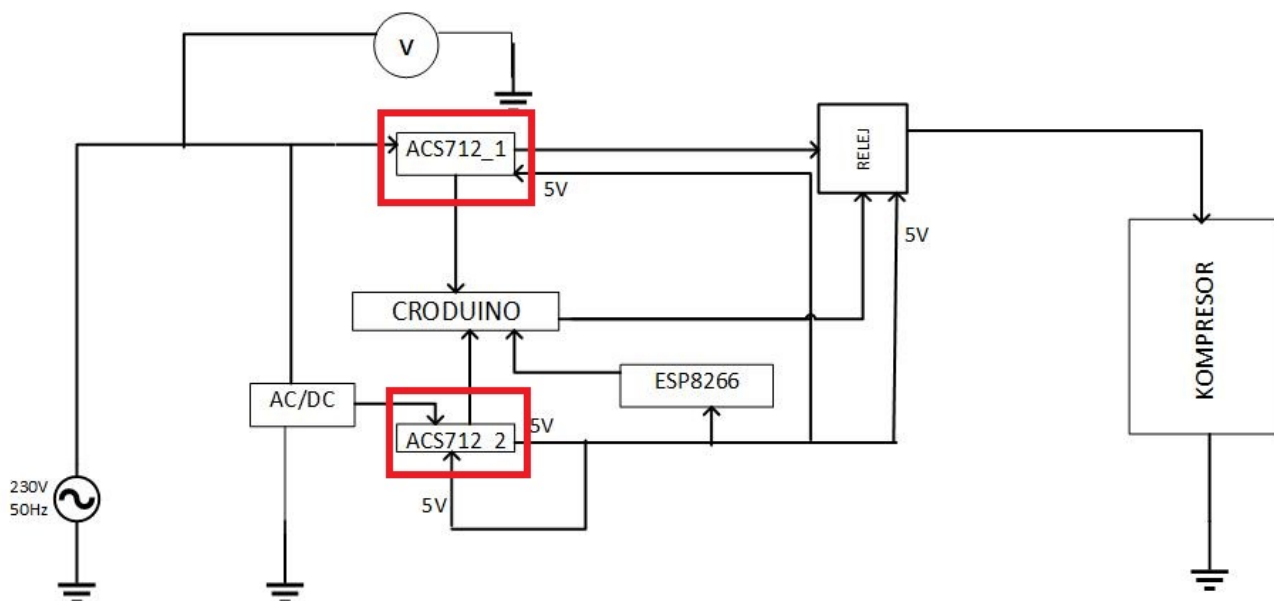 V
ACS712_1
5V
RELEJ
5V
CRODUINO
ESP8266
KOMPRESOR
AC/DC
ACS712_2
5V
5V
230V
50Hz